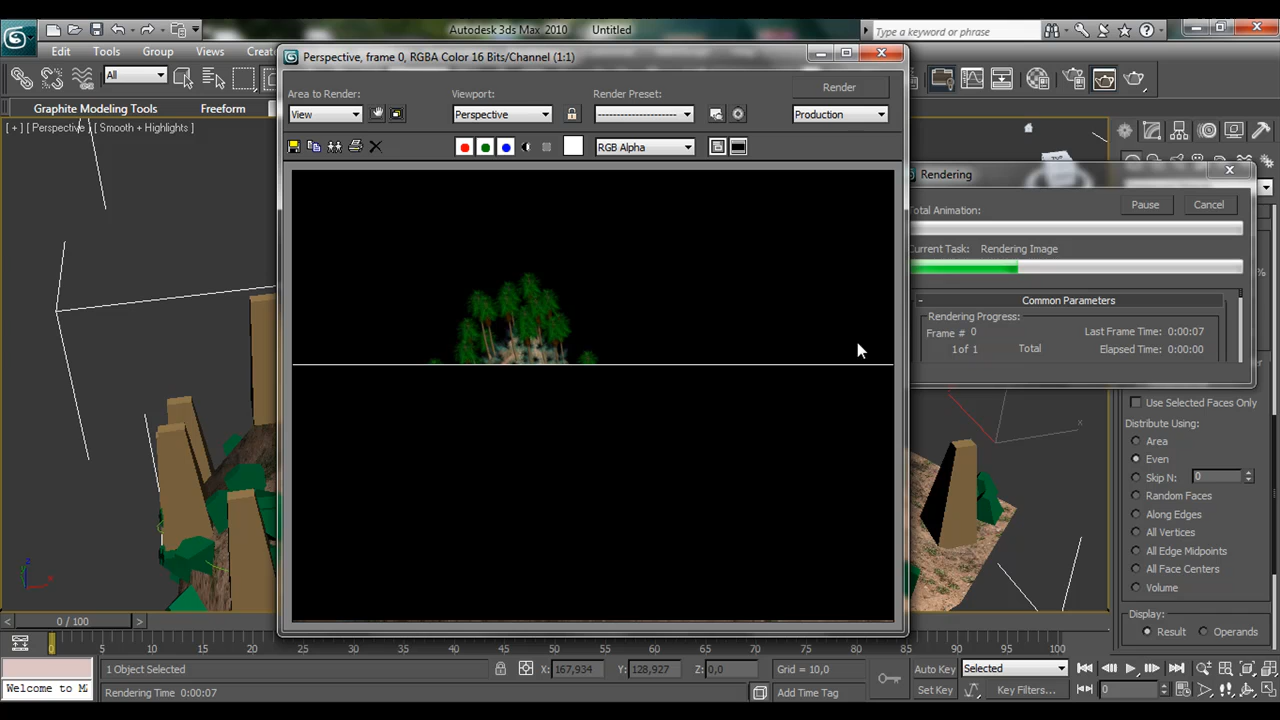 Autodesk 3ds Max 2010 Untitled
Type a keyword or phrase
Edit Tools Group Views Crea
All
Graphite Modeling Tools Freeform
[ + ] [ Perspective ] [ Smooth + Highlights ]
Perspective, frame 0, RGBA Color 16 Bits/Channel (1:1)
Area to Render: Viewport: Render Preset: Render
View Perspective -------------------- Production
RGB Alpha
Rendering
Total Animation: Pause Cancel
Current Task: Rendering Image
- Common Parameters
Rendering Progress:
Frame # 0 Last Frame Time: 0:00:07
1 of 1 Total Elapsed Time: 0:00:00
Use Selected Faces Only
Distribute Using:
Area
Even
Skip N: 0
Random Faces
Along Edges
All Vertices
All Edge Midpoints
All Face Centers
Volume
Display:
Result Operands
x
< 0 / 100 >
0 5 10 15 20 25 30 35 40 45 50 55 60 65 70 75 80 85 90 95 100
1 Object Selected X: 167,934 Y: 128,927 Z: 0,0 Grid = 10,0 Auto Key Selected
Welcome to M
Rendering Time 0:00:07 Add Time Tag Set Key Key Filters... 0